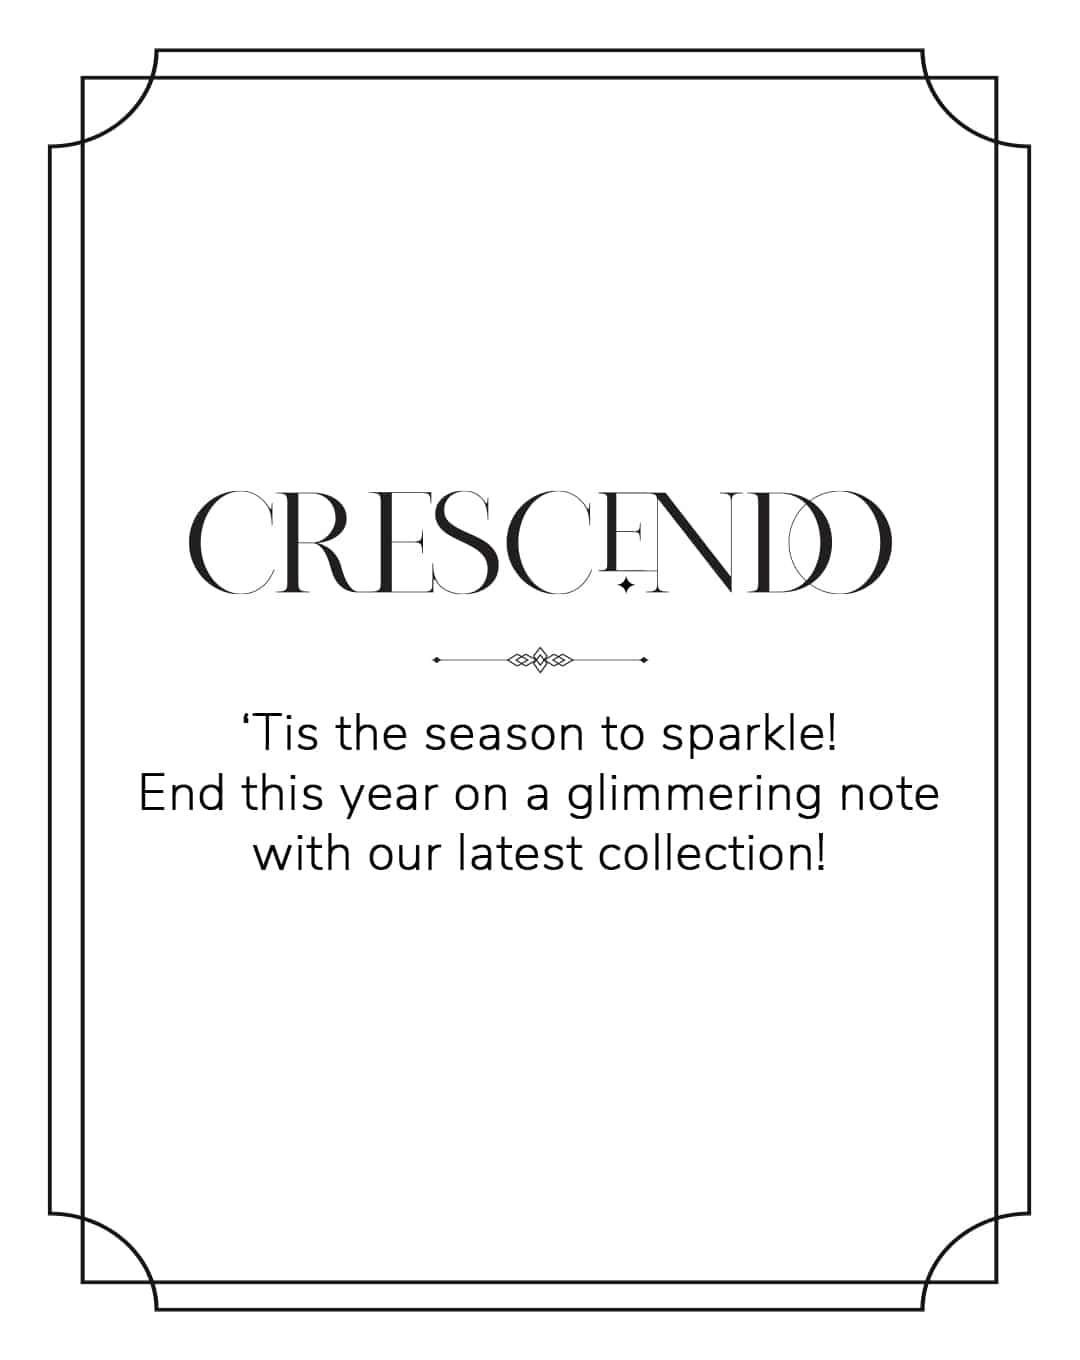 CRESCENDO
‘Tis the season to sparkle!
End this year on a glimmering note
with our latest collection!